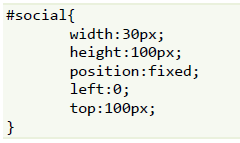 #social{
        width:30px;
        height:100px;
        position:fixed;
        left:0;
        top:100px;
}